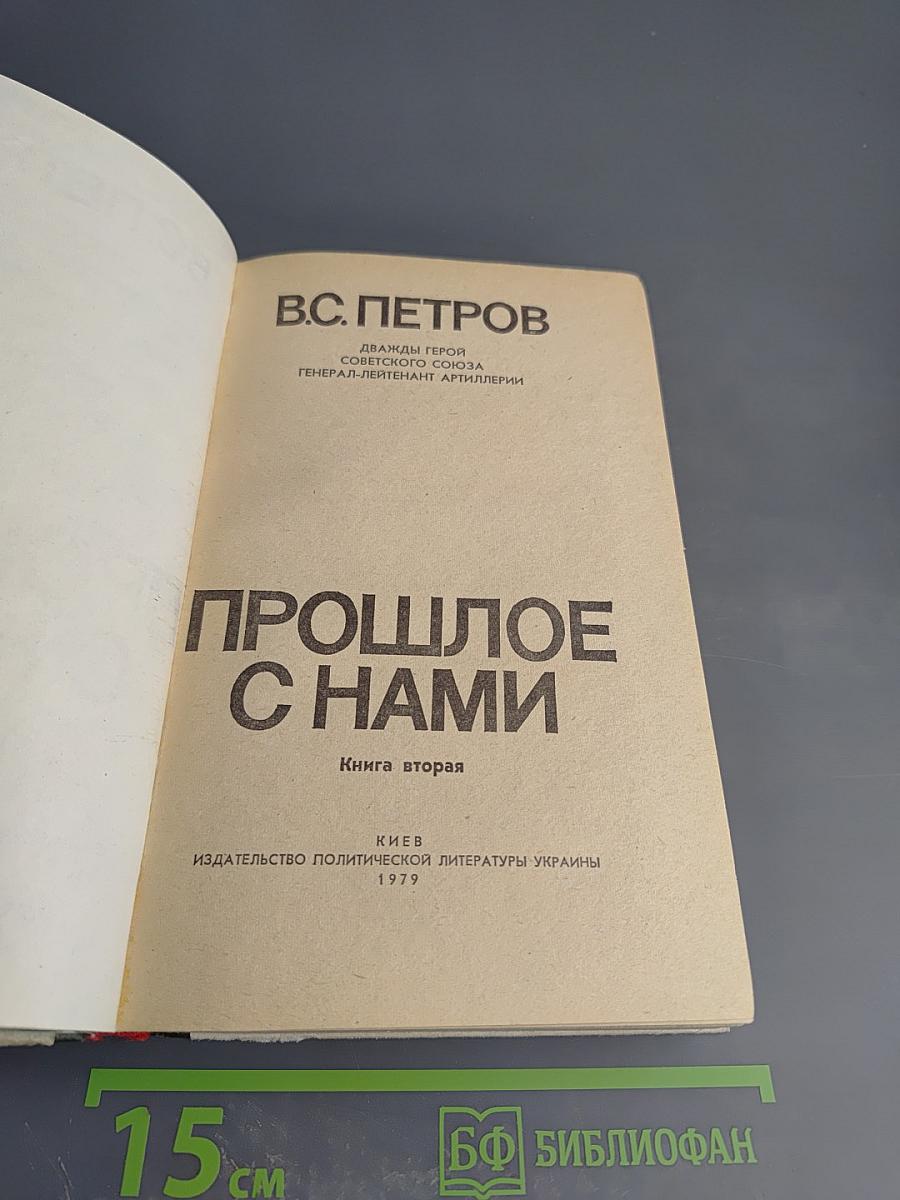 В.С. ПЕТРОВ
ДВАЖДЫ ГЕРОЙ
СОВЕТСКОГО СОЮЗА
ГЕНЕРАЛ-ЛЕЙТЕНАНТ АРТИЛЛЕРИИ
ПРОШЛОЕ
С НАМИ
Книга вторая
КИЕВ
ИЗДАТЕЛЬСТВО ПОЛИТИЧЕСКОЙ ЛИТЕРАТУРЫ УКРАИНЫ
1979
15 см
БФ БИБЛИОФАН